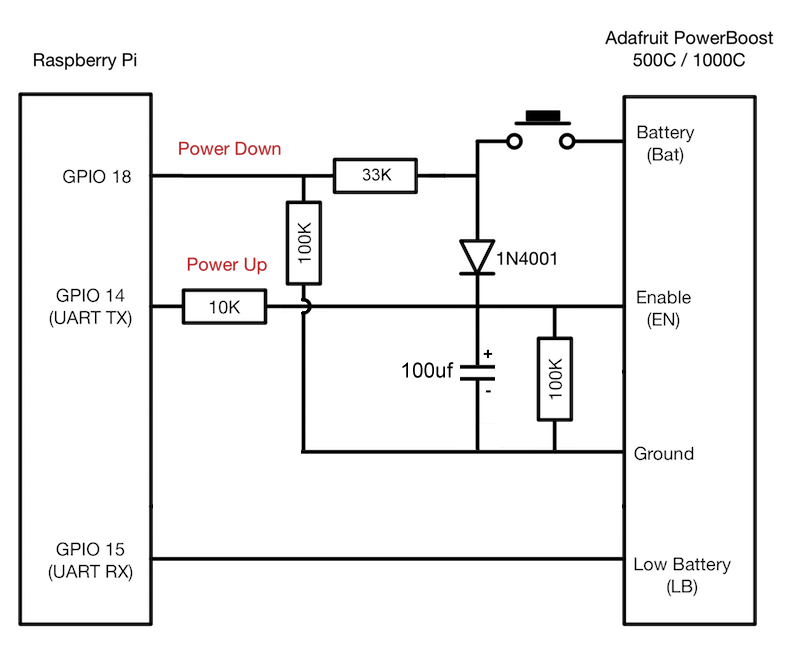 Raspberry Pi
Adafruit PowerBoost
500C / 1000C
Power Down
GPIO 18
33K
Battery
(Bat)
100K
1N4001
Power Up
GPIO 14
(UART TX)
10K
Enable
(EN)
100uf
+
-
100K
Ground
GPIO 15
(UART RX)
Low Battery
(LB)